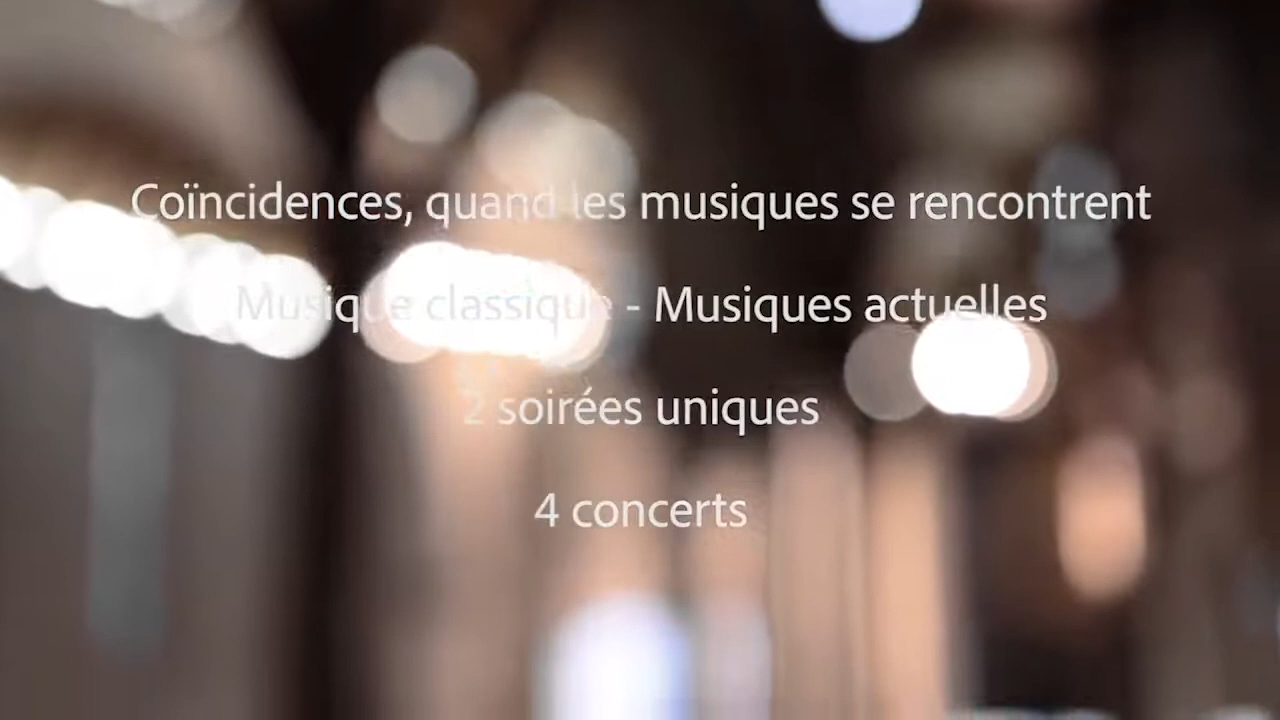 Coïncidences, quand les musiques se rencontrent
Musique classique - Musiques actuelles
2 soirées uniques
4 concerts